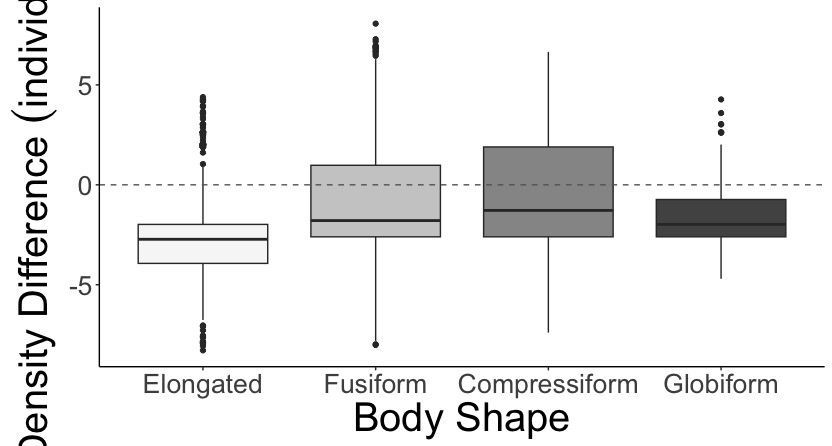 Density Difference (individ
5
0
-5
Elongated Fusiform Compressiform Globiform
Body Shape